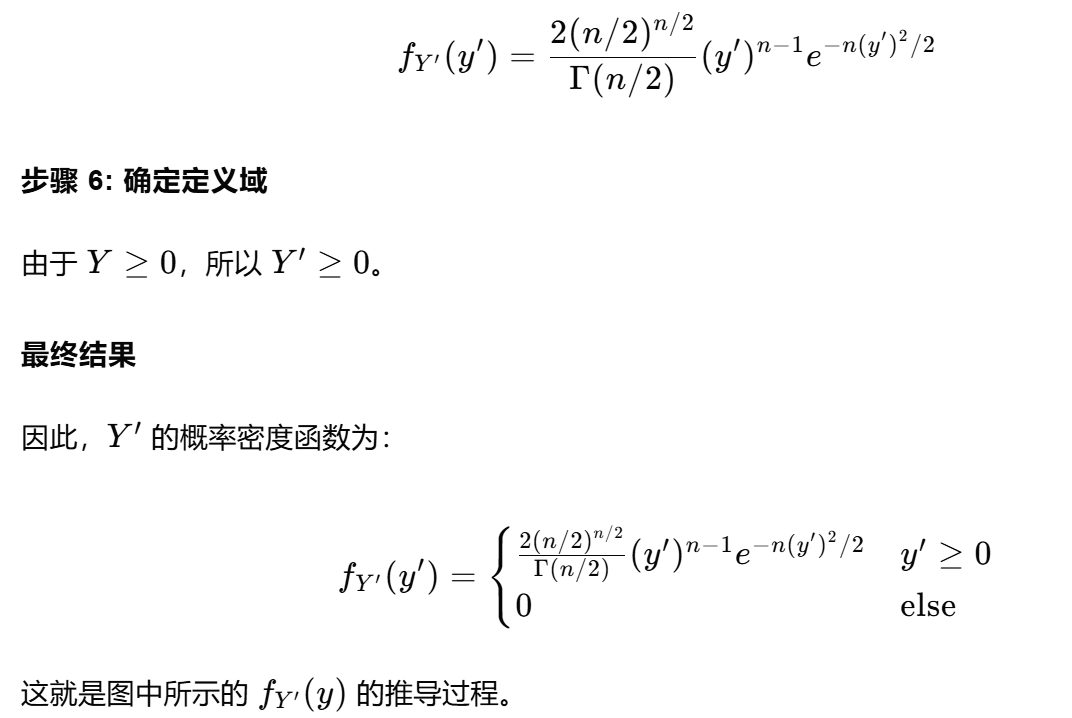 f_{Y'}(y') = \frac{2(n/2)^{n/2}}{\Gamma(n/2)} (y')^{n-1} e^{-n(y')^2/2}
步骤 6: 确定定义域
由于 Y ≥ 0，所以 Y' ≥ 0。
最终结果
因此，Y' 的概率密度函数为：
f_{Y'}(y') = \begin{cases} \frac{2(n/2)^{n/2}}{\Gamma(n/2)} (y')^{n-1} e^{-n(y')^2/2} & y' \geq 0 \\ 0 & \text{else} \end{cases}
这就是图中所示的 f_{Y'}(y) 的推导过程。